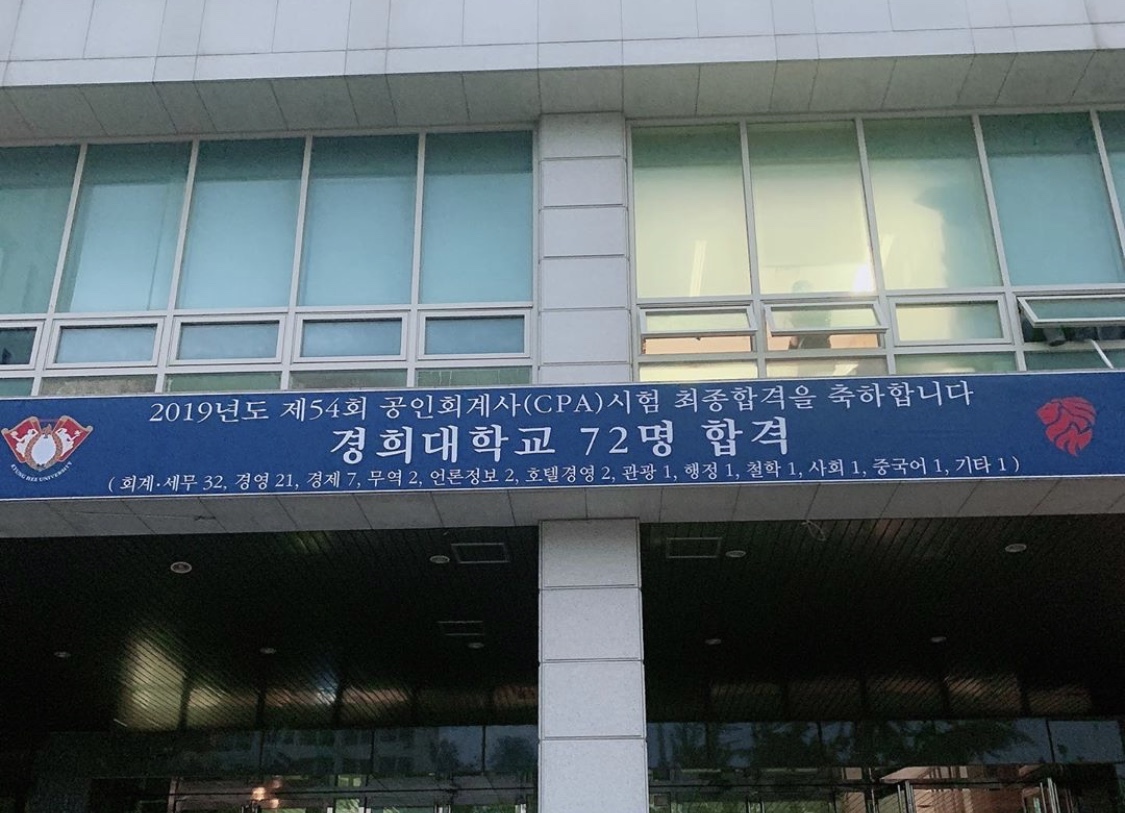 2019년도 제54회 공인회계사(CPA)시험 최종합격을 축하합니다
경희대학교 72명 합격
(회계·세무 32, 경영 21, 경제 7, 무역 2, 언론정보 2, 호텔경영 2, 관광 1, 행정 1, 철학 1, 사회 1, 중국어 1, 기타 1)
KYUNG HEE UNIVERSITY